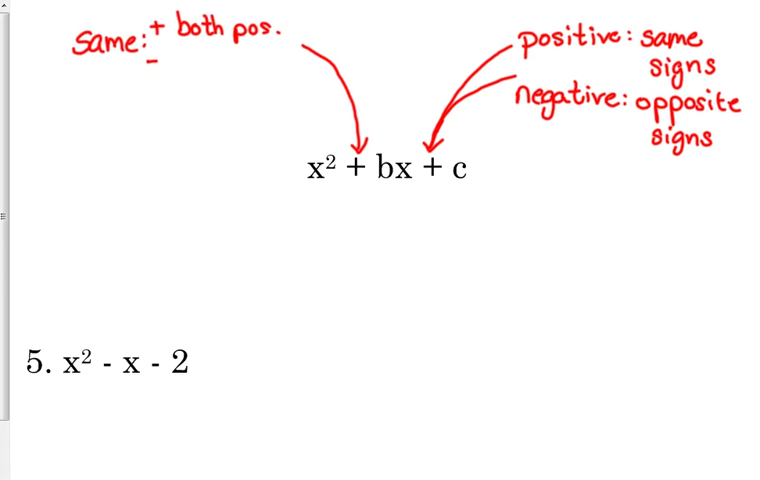 same: + both pos.
-
positive: same
signs
negative: opposite
signs
x² + bx + c
5. x² - x - 2